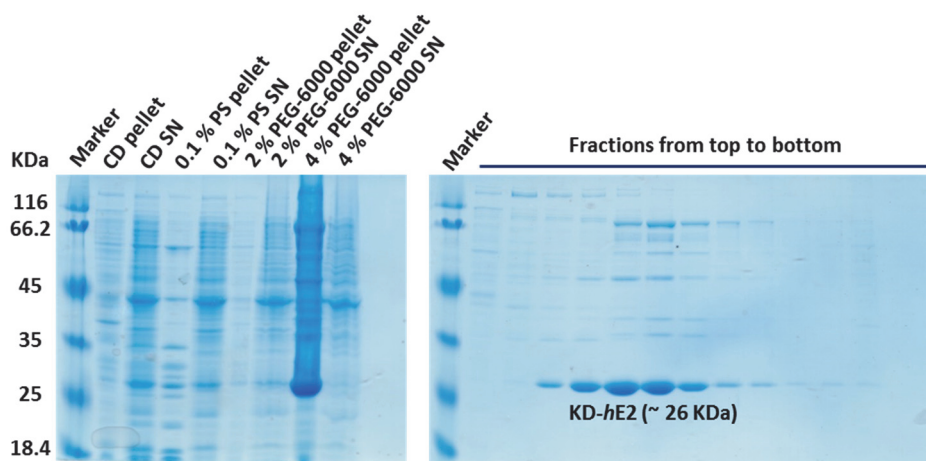 Marker
CD pellet
CD SN
0.1 % PS pellet
0.1 % PS SN
2 % PEG-6000 pellet
2 % PEG-6000 SN
4 % PEG-6000 pellet
4 % PEG-6000 SN
KDa
116
66.2
45
35
25
18.4
Marker
Fractions from top to bottom
KD-hE2 (~ 26 KDa)